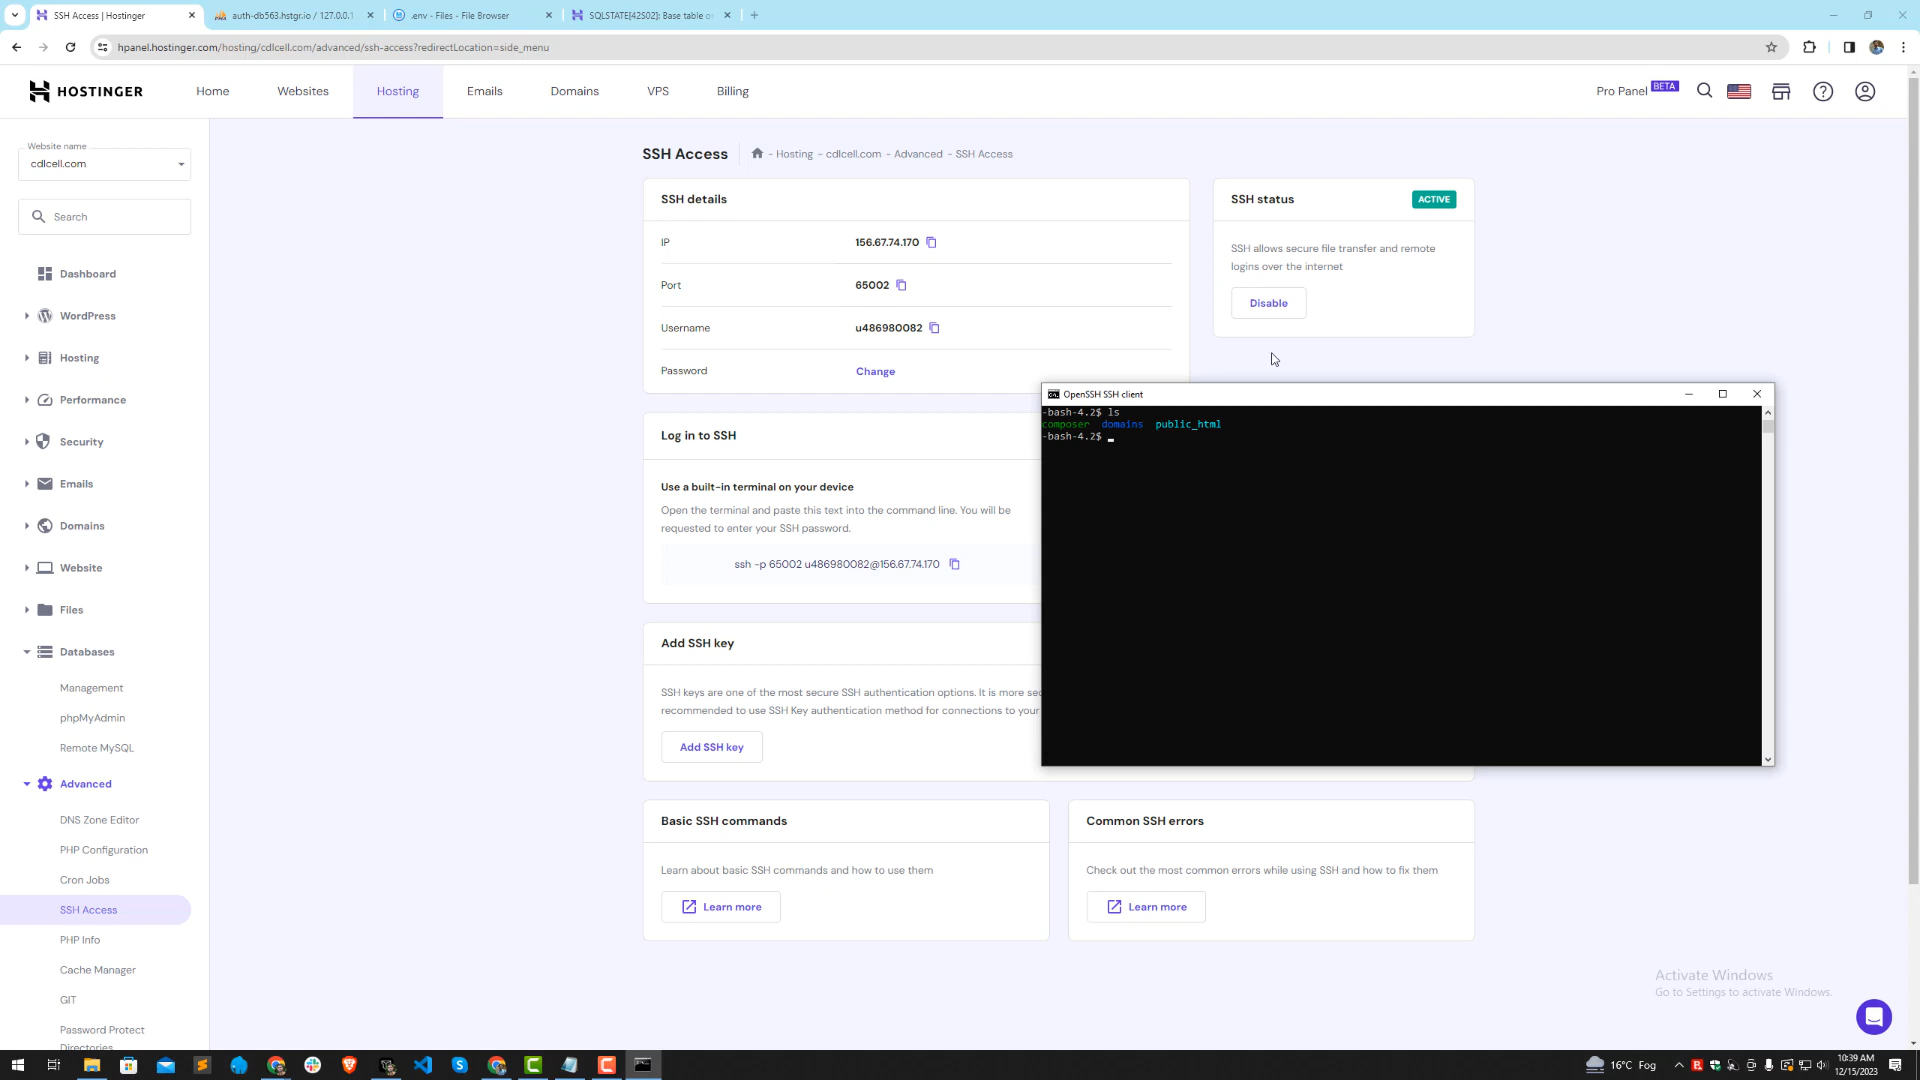 SSH Access | Hostinger
auth-db563.hstgr.io / 127.0.0.1
.env - Files - File Browser
SQLSTATE[42S02]: Base table o
hpanel.hostinger.com/hosting/cdlcell.com/advanced/ssh-access?redirectLocation=side_menu
HOSTINGER
Home
Websites
Hosting
Emails
Domains
VPS
Billing
Pro Panel BETA
Website name
cdlcell.com
Search
Dashboard
WordPress
Hosting
Performance
Security
Emails
Domains
Website
Files
Databases
Management
phpMyAdmin
Remote MySQL
Advanced
DNS Zone Editor
PHP Configuration
Cron Jobs
SSH Access
PHP Info
Cache Manager
GIT
Password Protect
Directories
SSH Access
- Hosting - cdlcell.com - Advanced - SSH Access
SSH details
IP 156.67.74.170
Port 65002
Username u486980082
Password Change
SSH status ACTIVE
SSH allows secure file transfer and remote
logins over the internet
Disable
Log in to SSH
Use a built-in terminal on your device
Open the terminal and paste this text into the command line. You will be
requested to enter your SSH password.
ssh -p 65002 u486980082@156.67.74.170
OpenSSH SSH client
-bash-4.2$ ls
composer domains public_html
-bash-4.2$
Add SSH key
SSH keys are one of the most secure SSH authentication options. It is more sec
recommended to use SSH Key authentication method for connections to your
Add SSH key
Basic SSH commands
Learn about basic SSH commands and how to use them
Learn more
Common SSH errors
Check out the most common errors while using SSH and how to fix them
Learn more
Activate Windows
Go to Settings to activate Windows.
16°C Fog
10:39 AM
12/15/2023